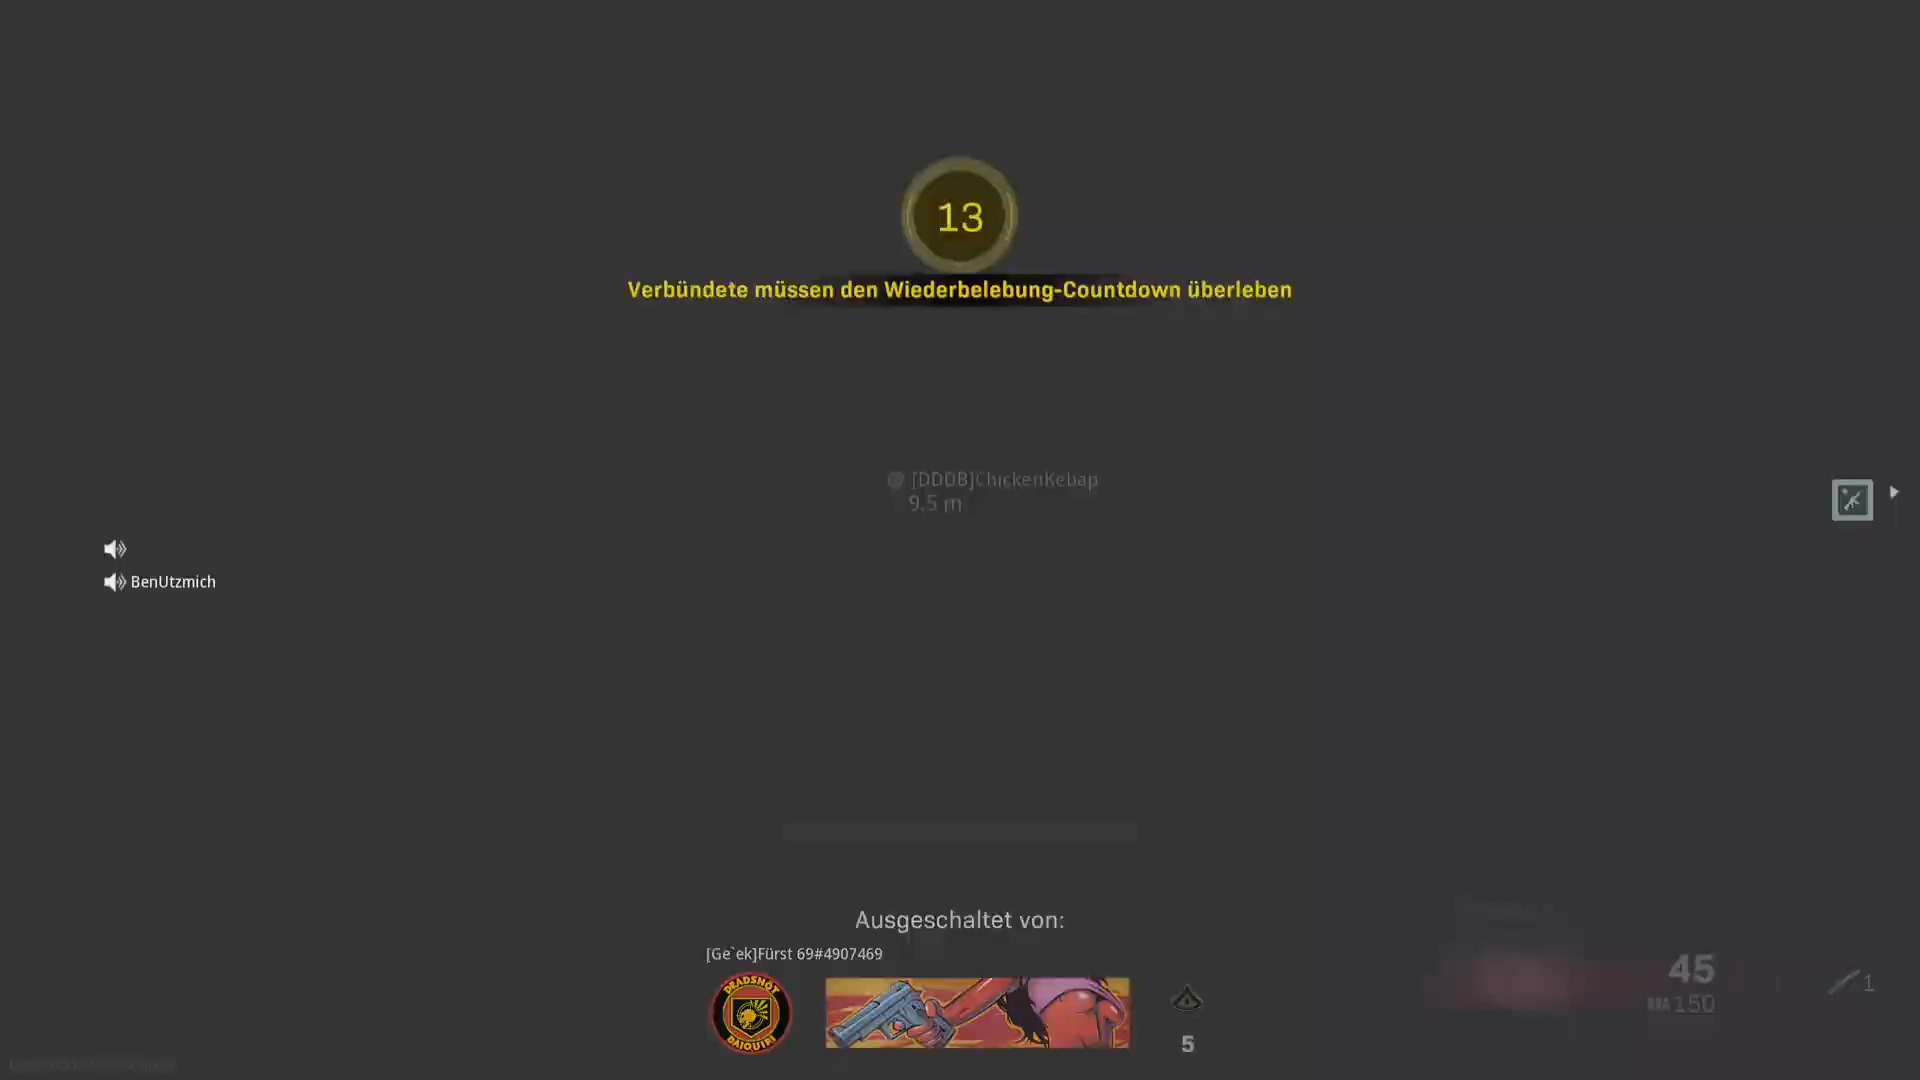 13
Verbündete müssen den Wiederbelebung-Countdown überleben
[DDDB]ChickenKebap
9.5 m
BenUtzmich
Ausgeschaltet von:
[Ge`ek]Fürst 69#4907469
DEADSHOT
DAIQUIRI
5
45
150
1